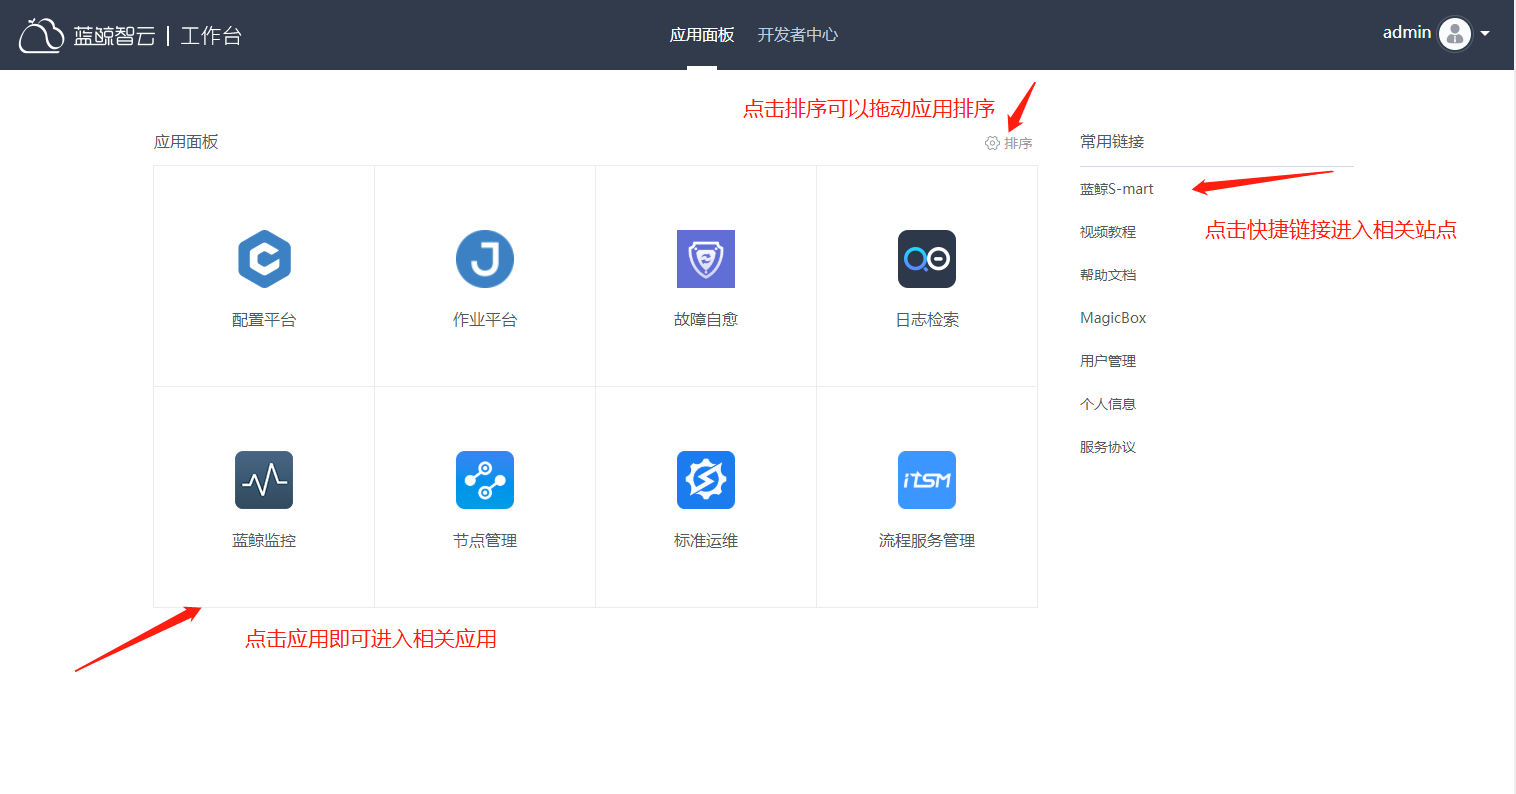 蓝鲸智云 | 工作台
应用面板 开发者中心
admin
点击排序可以拖动应用排序
应用面板
排序
配置平台
作业平台
故障自愈
日志检索
iTSM
蓝鲸监控
节点管理
标准运维
流程服务管理
点击应用即可进入相关应用
常用链接
蓝鲸S-mart
点击快捷链接进入相关站点
视频教程
帮助文档
MagicBox
用户管理
个人信息
服务协议